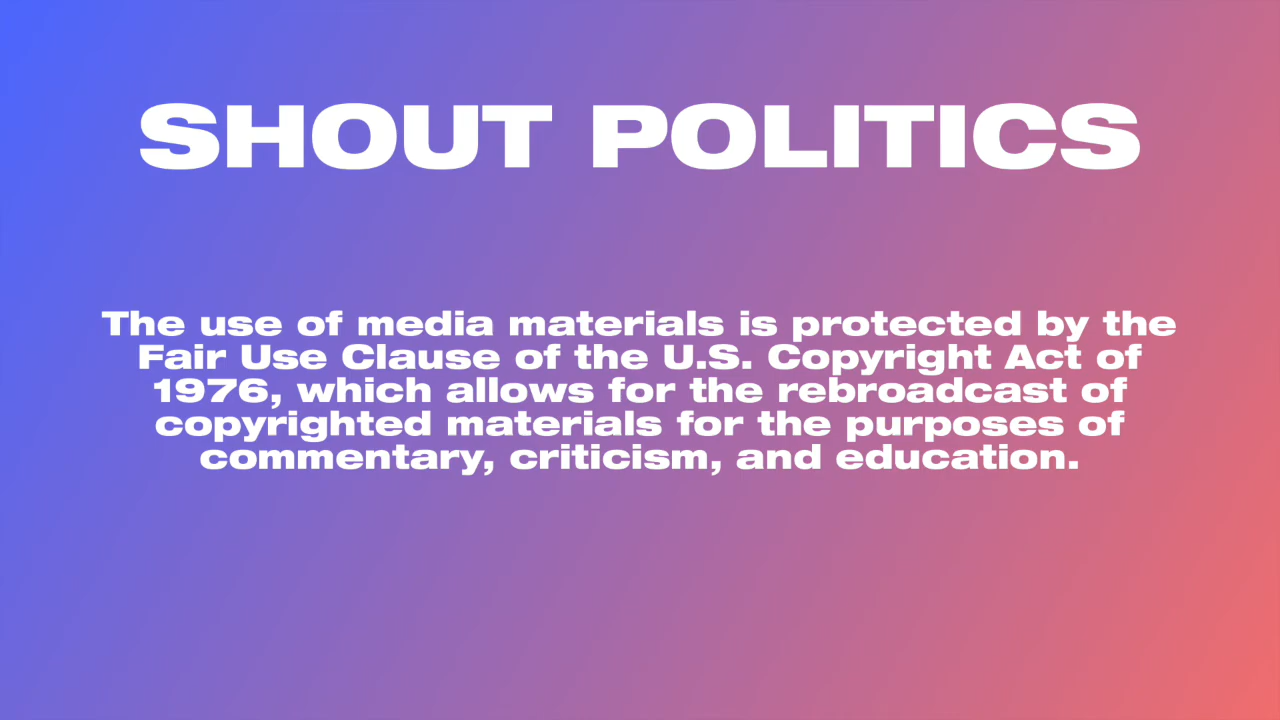 SHOUT POLITICS
The use of media materials is protected by the
Fair Use Clause of the U.S. Copyright Act of
1976, which allows for the rebroadcast of
copyrighted materials for the purposes of
commentary, criticism, and education.